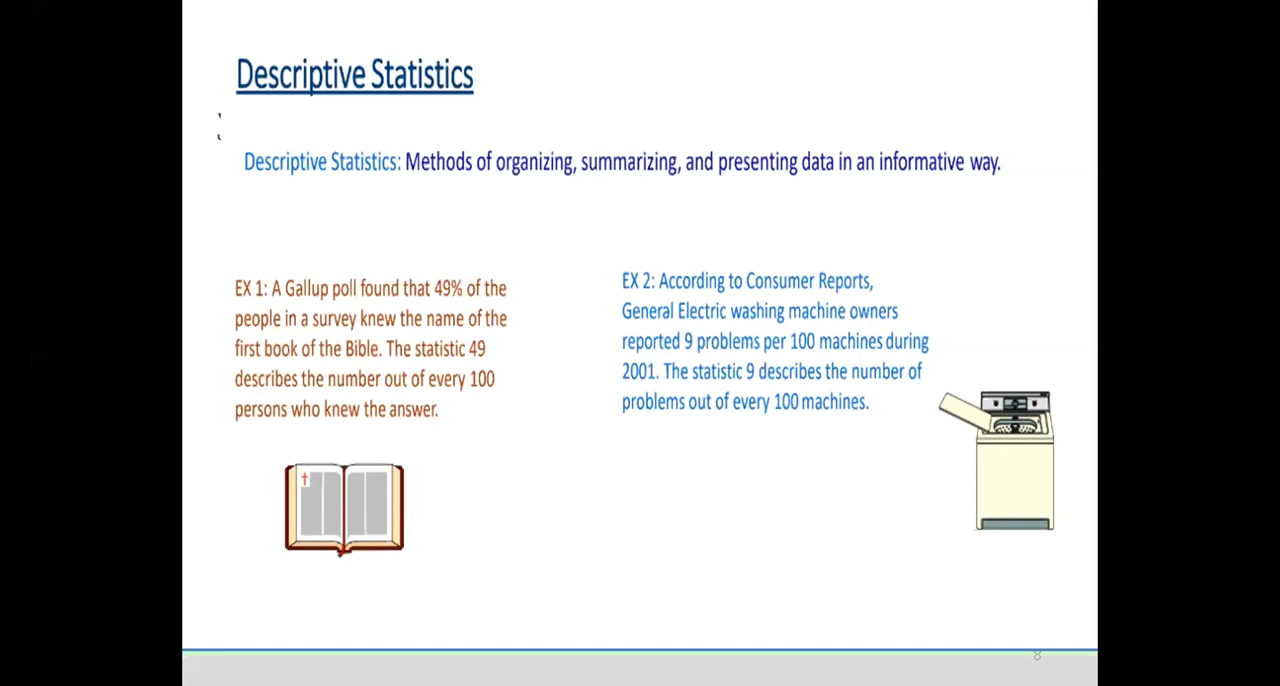 Descriptive Statistics
Descriptive Statistics: Methods of organizing, summarizing, and presenting data in an informative way.
EX 1: A Gallup poll found that 49% of the
people in a survey knew the name of the
first book of the Bible. The statistic 49
describes the number out of every 100
persons who knew the answer.
EX 2: According to Consumer Reports,
General Electric washing machine owners
reported 9 problems per 100 machines during
2001. The statistic 9 describes the number of
problems out of every 100 machines.
8